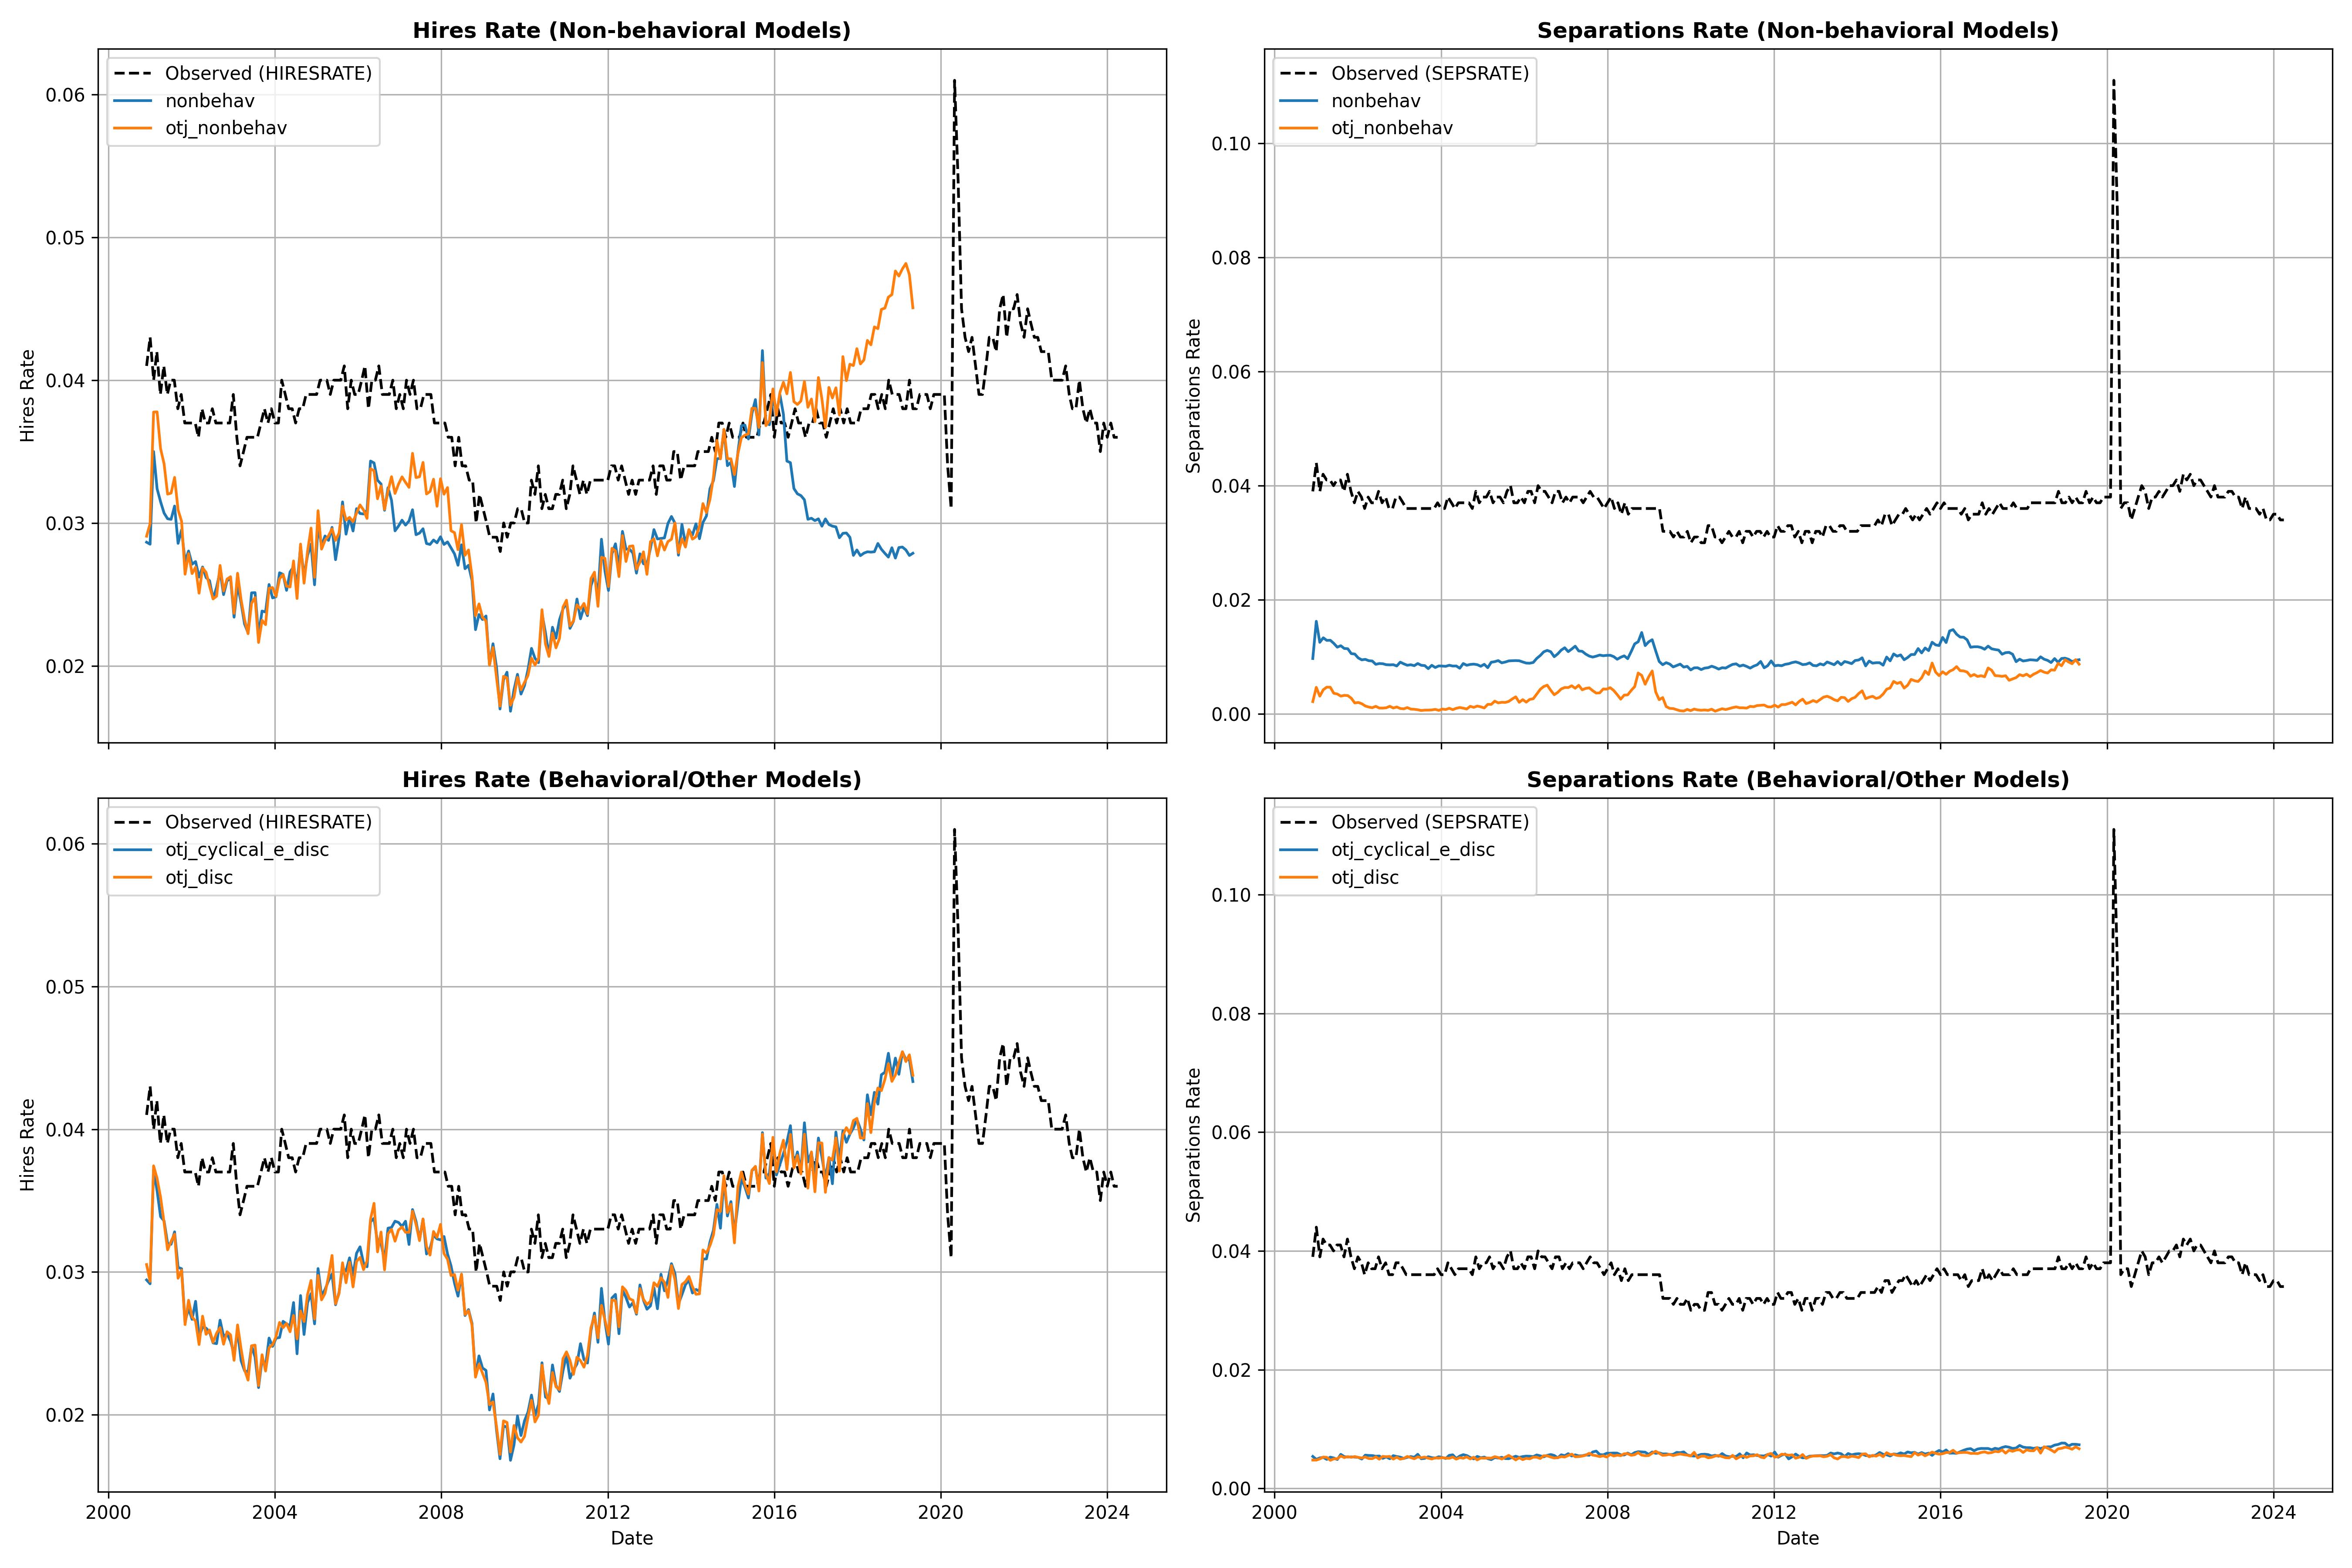 Hires Rate (Non-behavioral Models)
Observed (HIRESRATE)
nonbehav
otj_nonbehav
Hires Rate
0.06
0.05
0.04
0.03
0.02
Separations Rate (Non-behavioral Models)
Observed (SEPSRATE)
nonbehav
otj_nonbehav
Separations Rate
0.10
0.08
0.06
0.04
0.02
0.00
Hires Rate (Behavioral/Other Models)
Observed (HIRESRATE)
otj_cyclical_e_disc
otj_disc
Hires Rate
0.06
0.05
0.04
0.03
0.02
2000 2004 2008 2012 2016 2020 2024
Date
Separations Rate (Behavioral/Other Models)
Observed (SEPSRATE)
otj_cyclical_e_disc
otj_disc
Separations Rate
0.10
0.08
0.06
0.04
0.02
0.00
2000 2004 2008 2012 2016 2020 2024
Date